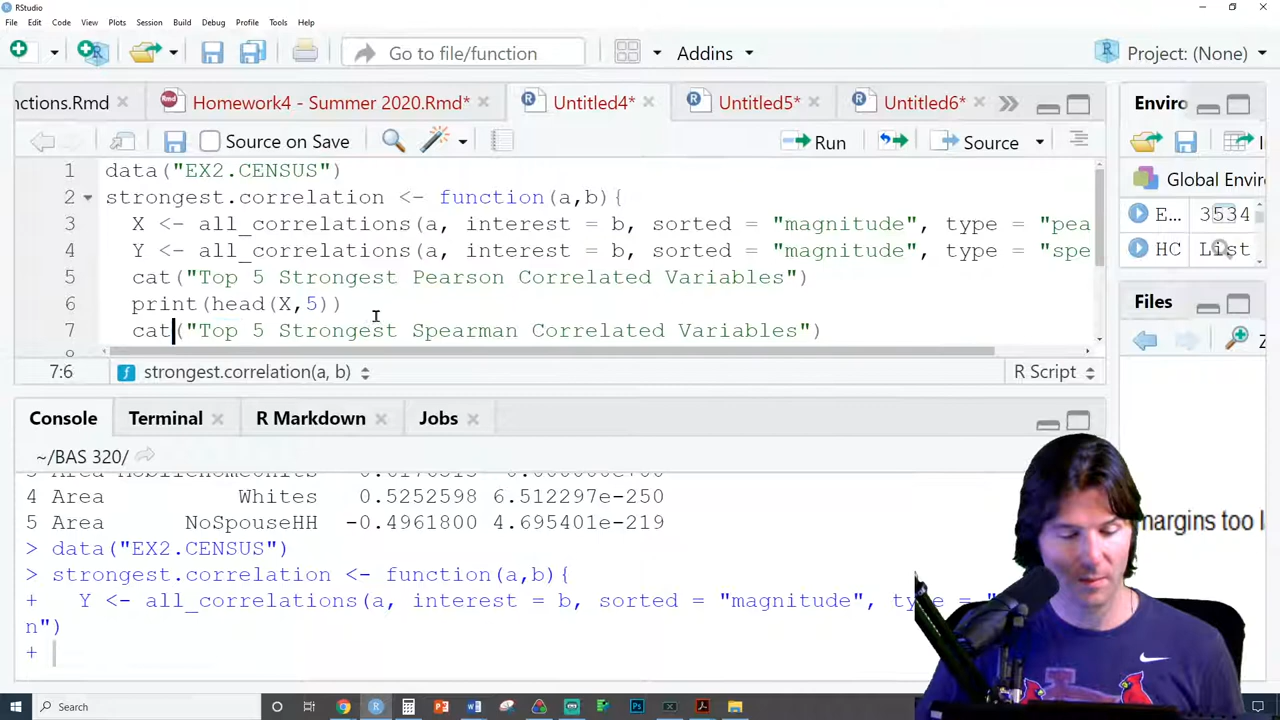 RStudio
File Edit Code View Plots Session Build Debug Profile Tools Help
Go to file/function Addins Project: (None)
nctions.Rmd Homework4 - Summer 2020.Rmd* Untitled4* Untitled5* Untitled6* Enviro
Source on Save Run Source
1 data("EX2.CENSUS")
2 strongest.correlation <- function(a,b){
3 X <- all_correlations(a, interest = b, sorted = "magnitude", type = "pea
4 Y <- all_correlations(a, interest = b, sorted = "magnitude", type = "spe
5 cat("Top 5 Strongest Pearson Correlated Variables")
6 print(head(X,5))
7 cat("Top 5 Strongest Spearman Correlated Variables")
7:6 strongest.correlation(a, b) R Script
Global Envir
E... 3534
HC List
Files
Console Terminal R Markdown Jobs
~/BAS 320/
4 Area Whites 0.5252598 6.512297e-250
5 Area NoSpouseHH -0.4961800 4.695401e-219
> data("EX2.CENSUS")
> strongest.correlation <- function(a,b){
+ Y <- all_correlations(a, interest = b, sorted = "magnitude", type = "
n")
+
margins too l
Search